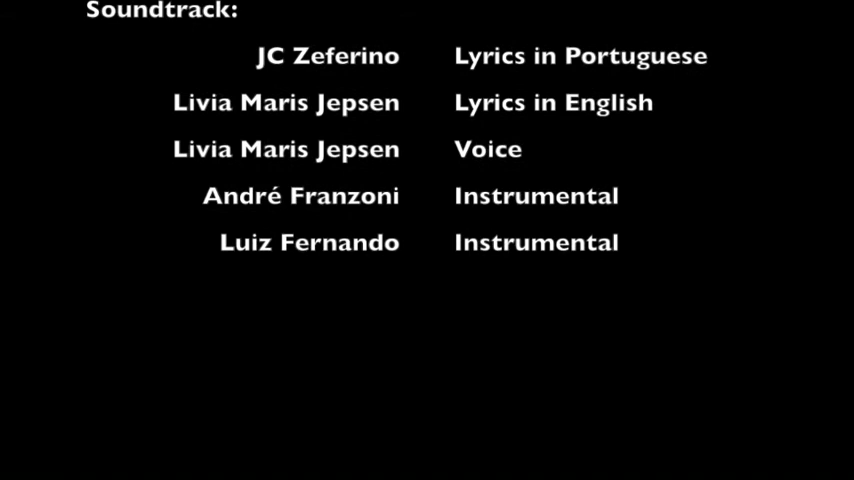 Soundtrack:
JC Zeferino Lyrics in Portuguese
Livia Maris Jepsen Lyrics in English
Livia Maris Jepsen Voice
André Franzoni Instrumental
Luiz Fernando Instrumental